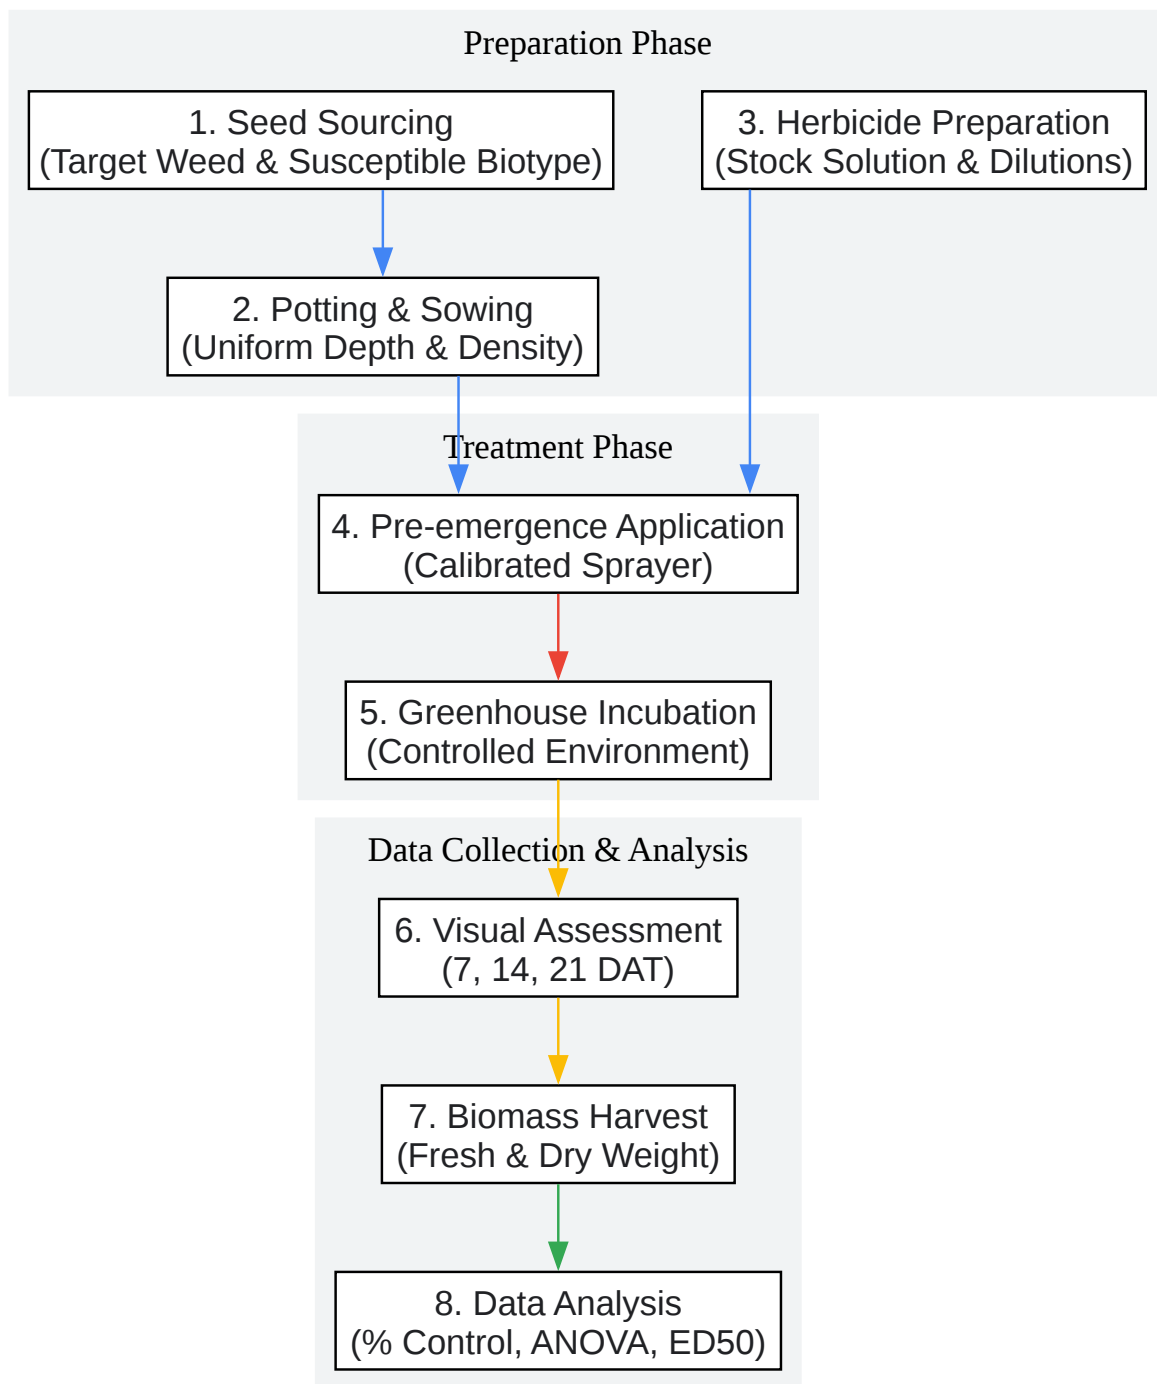 Preparation Phase
1. Seed Sourcing
(Target Weed & Susceptible Biotype)
3. Herbicide Preparation
(Stock Solution & Dilutions)
2. Potting & Sowing
(Uniform Depth & Density)
Treatment Phase
4. Pre-emergence Application
(Calibrated Sprayer)
5. Greenhouse Incubation
(Controlled Environment)
Data Collection & Analysis
6. Visual Assessment
(7, 14, 21 DAT)
7. Biomass Harvest
(Fresh & Dry Weight)
8. Data Analysis
(% Control, ANOVA, ED50)